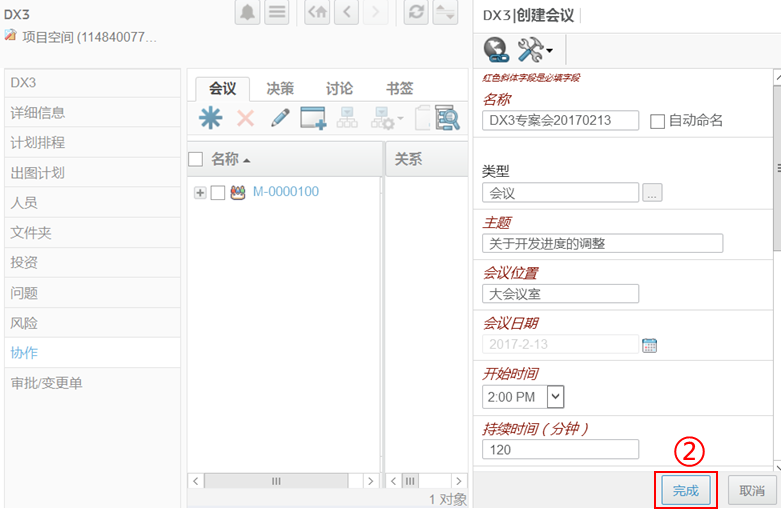 DX3
项目空间 (114840077...
DX3
详细信息
计划排程
出图计划
人员
文件夹
投资
问题
风险
协作
审批/变更单
会议 决策 讨论 书签
名称 关系
M-0000100
1 对象
DX3|创建会议
红色斜体字段是必填字段
名称
DX3专案会20170213 自动命名
类型
会议 ...
主题
关于开发进度的调整
会议位置
大会议室
会议日期
2017-2-13
开始时间
2:00 PM
持续时间（分钟）
120
②
完成 取消